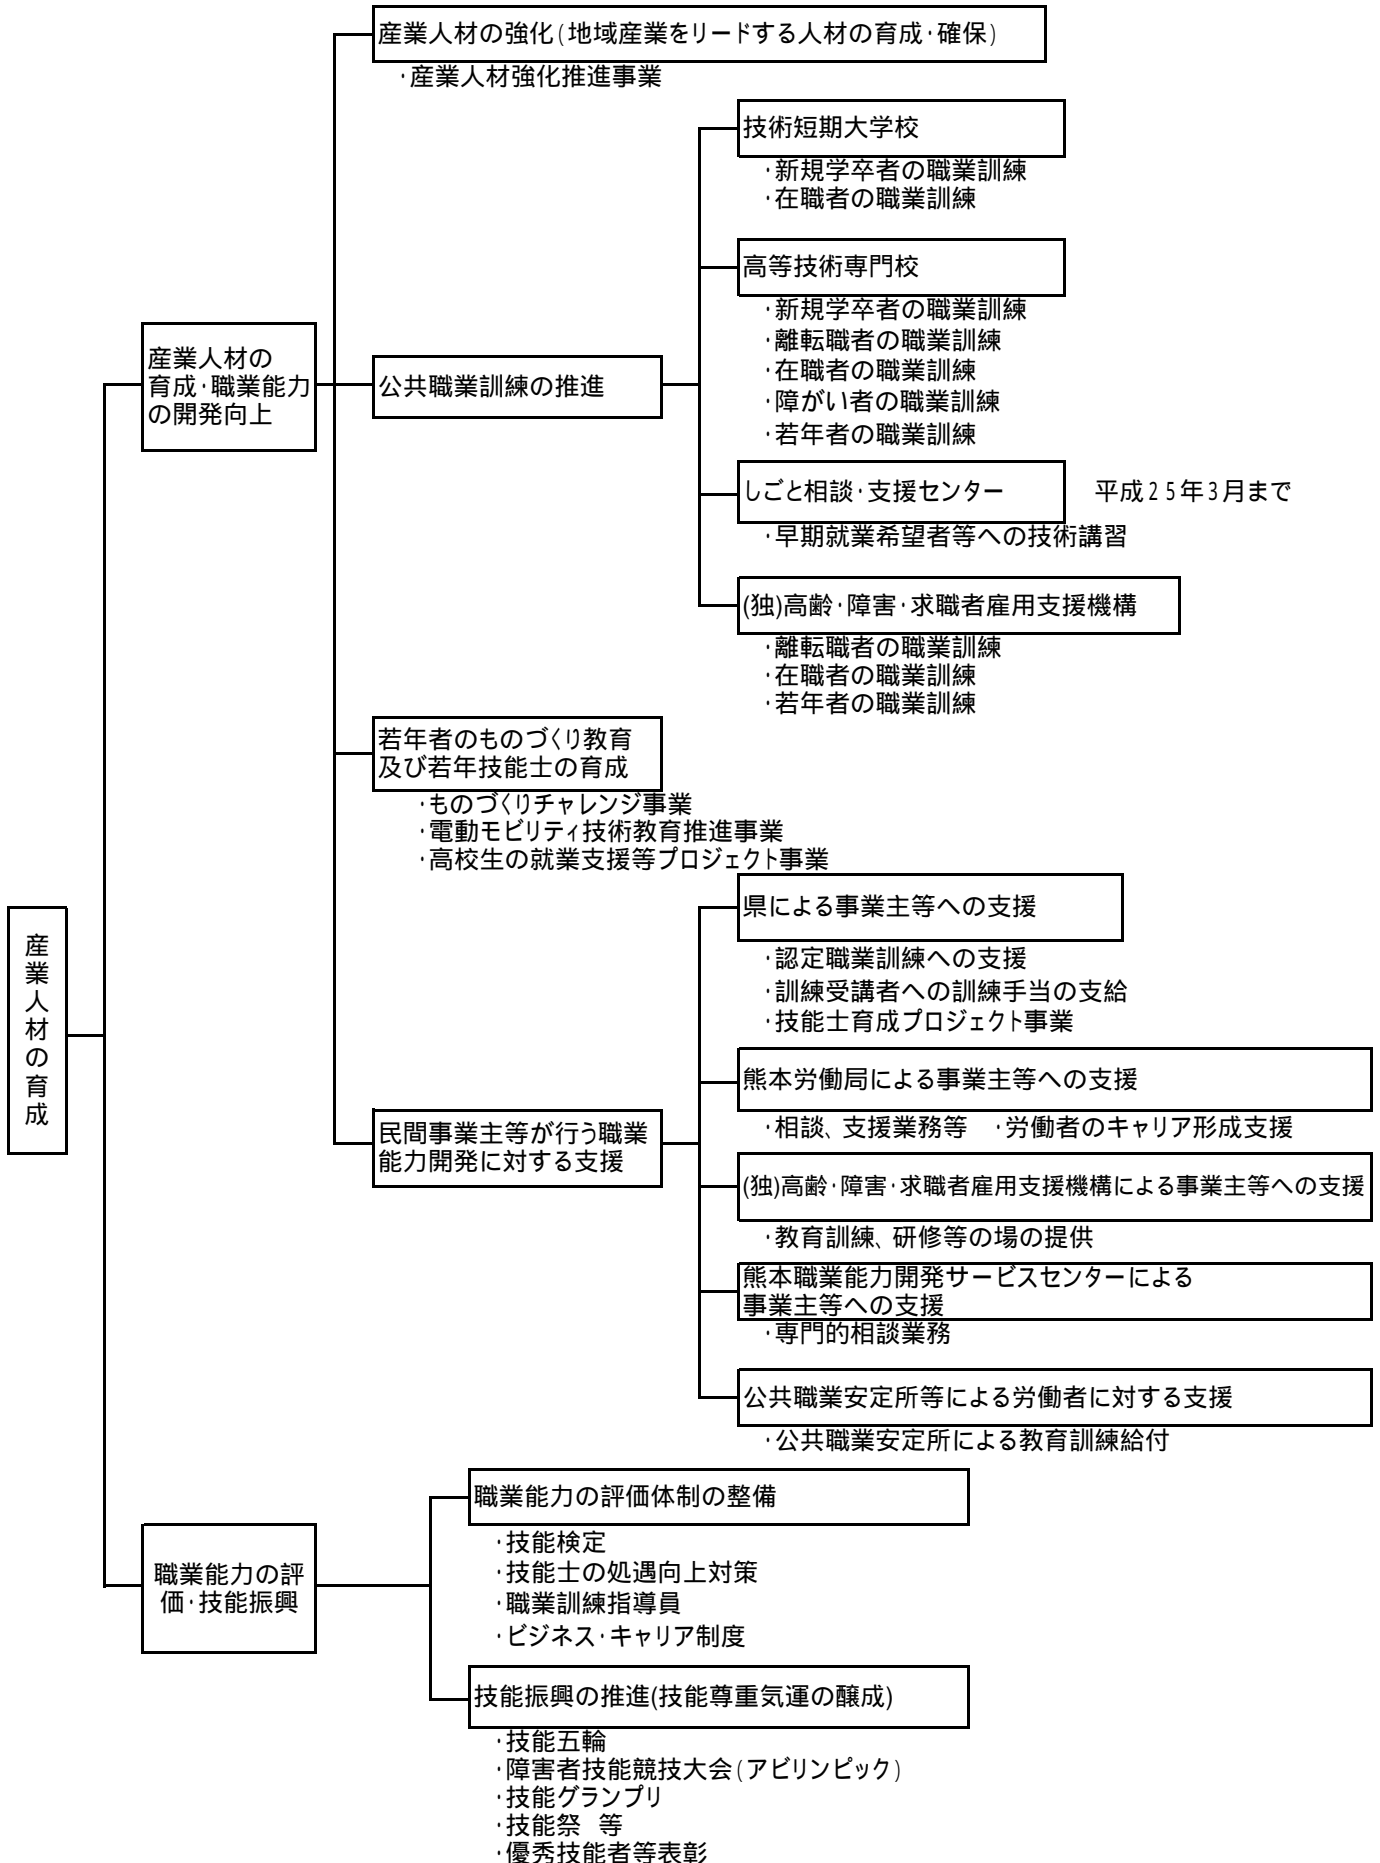 産業人材の育成
産業人材の
育成・職業能力
の開発向上
産業人材の強化(地域産業をリードする人材の育成・確保)
・産業人材強化推進事業
公共職業訓練の推進
技術短期大学校
・新規学卒者の職業訓練
・在職者の職業訓練
高等技術専門校
・新規学卒者の職業訓練
・離転職者の職業訓練
・在職者の職業訓練
・障がい者の職業訓練
・若年者の職業訓練
しごと相談・支援センター 平成25年3月まで
・早期就業希望者等への技術講習
(独)高齢・障害・求職者雇用支援機構
・離転職者の職業訓練
・在職者の職業訓練
・若年者の職業訓練
若年者のものづくり教育
及び若年技能士の育成
・ものづくりチャレンジ事業
・電動モビリティ技術教育推進事業
・高校生の就業支援等プロジェクト事業
民間事業主等が行う職業
能力開発に対する支援
県による事業主等への支援
・認定職業訓練への支援
・訓練受講者への訓練手当の支給
・技能士育成プロジェクト事業
熊本労働局による事業主等への支援
・相談、支援業務等 ・労働者のキャリア形成支援
(独)高齢・障害・求職者雇用支援機構による事業主等への支援
・教育訓練、研修等の場の提供
熊本職業能力開発サービスセンターによる
事業主等への支援
・専門的相談業務
公共職業安定所等による労働者に対する支援
・公共職業安定所による教育訓練給付
職業能力の評
価・技能振興
職業能力の評価体制の整備
・技能検定
・技能士の処遇向上対策
・職業訓練指導員
・ビジネス・キャリア制度
技能振興の推進(技能尊重気運の醸成)
・技能五輪
・障害者技能競技大会(アビリンピック)
・技能グランプリ
・技能祭 等
・優秀技能者等表彰